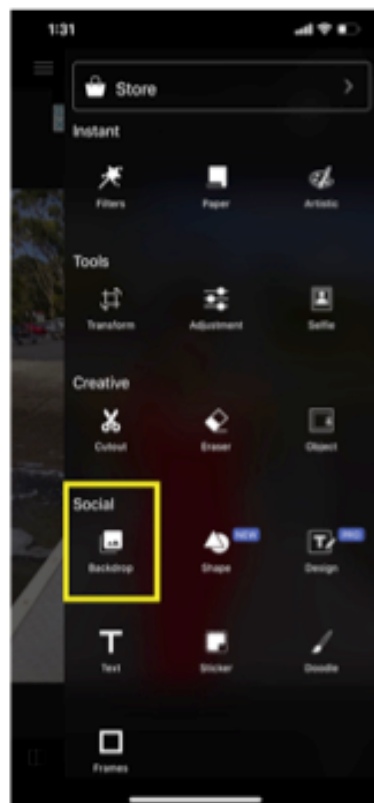 1:31
Store
Instant
Filters Paper Artistic
Tools
Transform Adjustment Selfie
Creative
Cutout Eraser Object
Social
NEW PRO
Backdrop Shape Design
Text Sticker Doodle
Frames